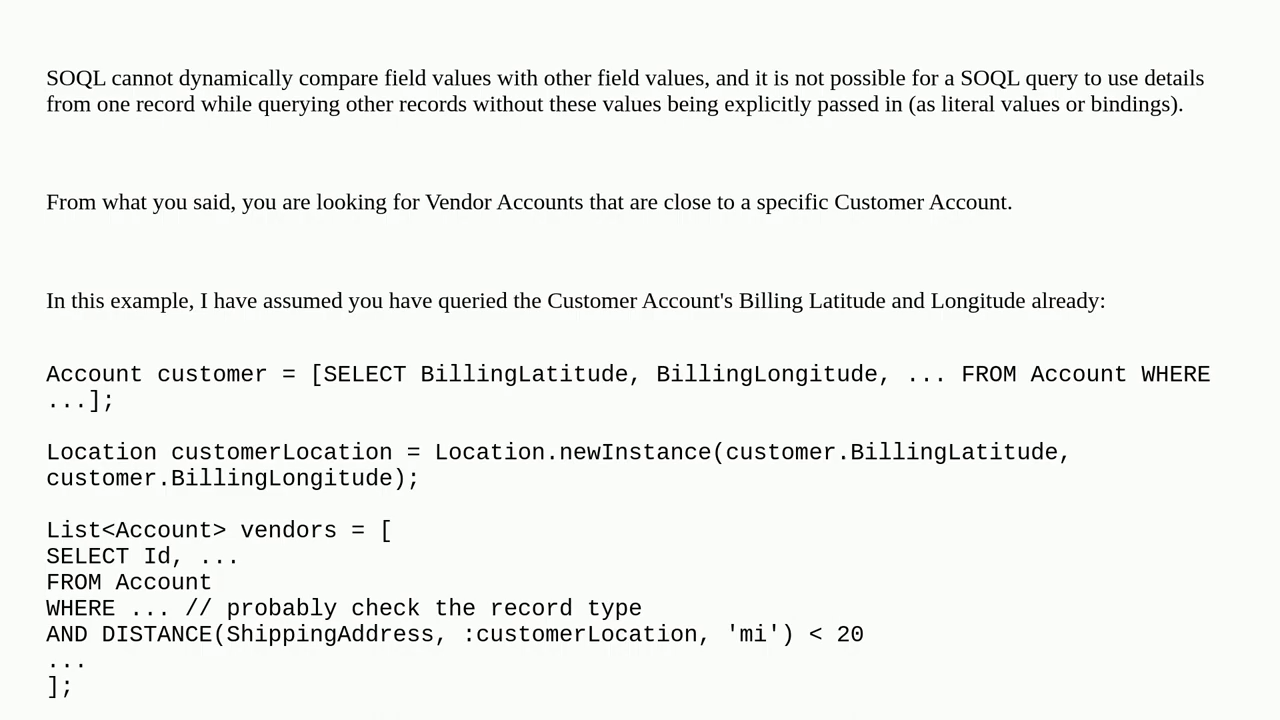 SOQL cannot dynamically compare field values with other field values, and it is not possible for a SOQL query to use details
from one record while querying other records without these values being explicitly passed in (as literal values or bindings).
From what you said, you are looking for Vendor Accounts that are close to a specific Customer Account.
In this example, I have assumed you have queried the Customer Account's Billing Latitude and Longitude already:
Account customer = [SELECT BillingLatitude, BillingLongitude, ... FROM Account WHERE
...];
Location customerLocation = Location.newInstance(customer.BillingLatitude,
customer.BillingLongitude);
List<Account> vendors = [
SELECT Id, ...
FROM Account
WHERE ... // probably check the record type
AND DISTANCE(ShippingAddress, :customerLocation, 'mi') < 20
...
];